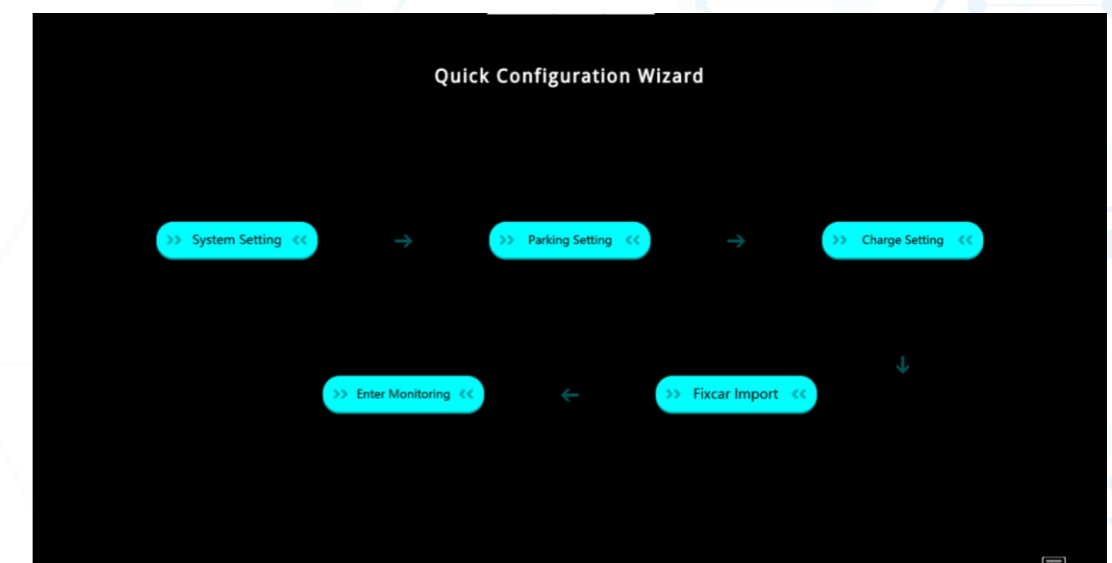 Quick Configuration Wizard
>> System Setting <<
>> Parking Setting <<
>> Charge Setting <<
>> Fixcar Import <<
>> Enter Monitoring <<